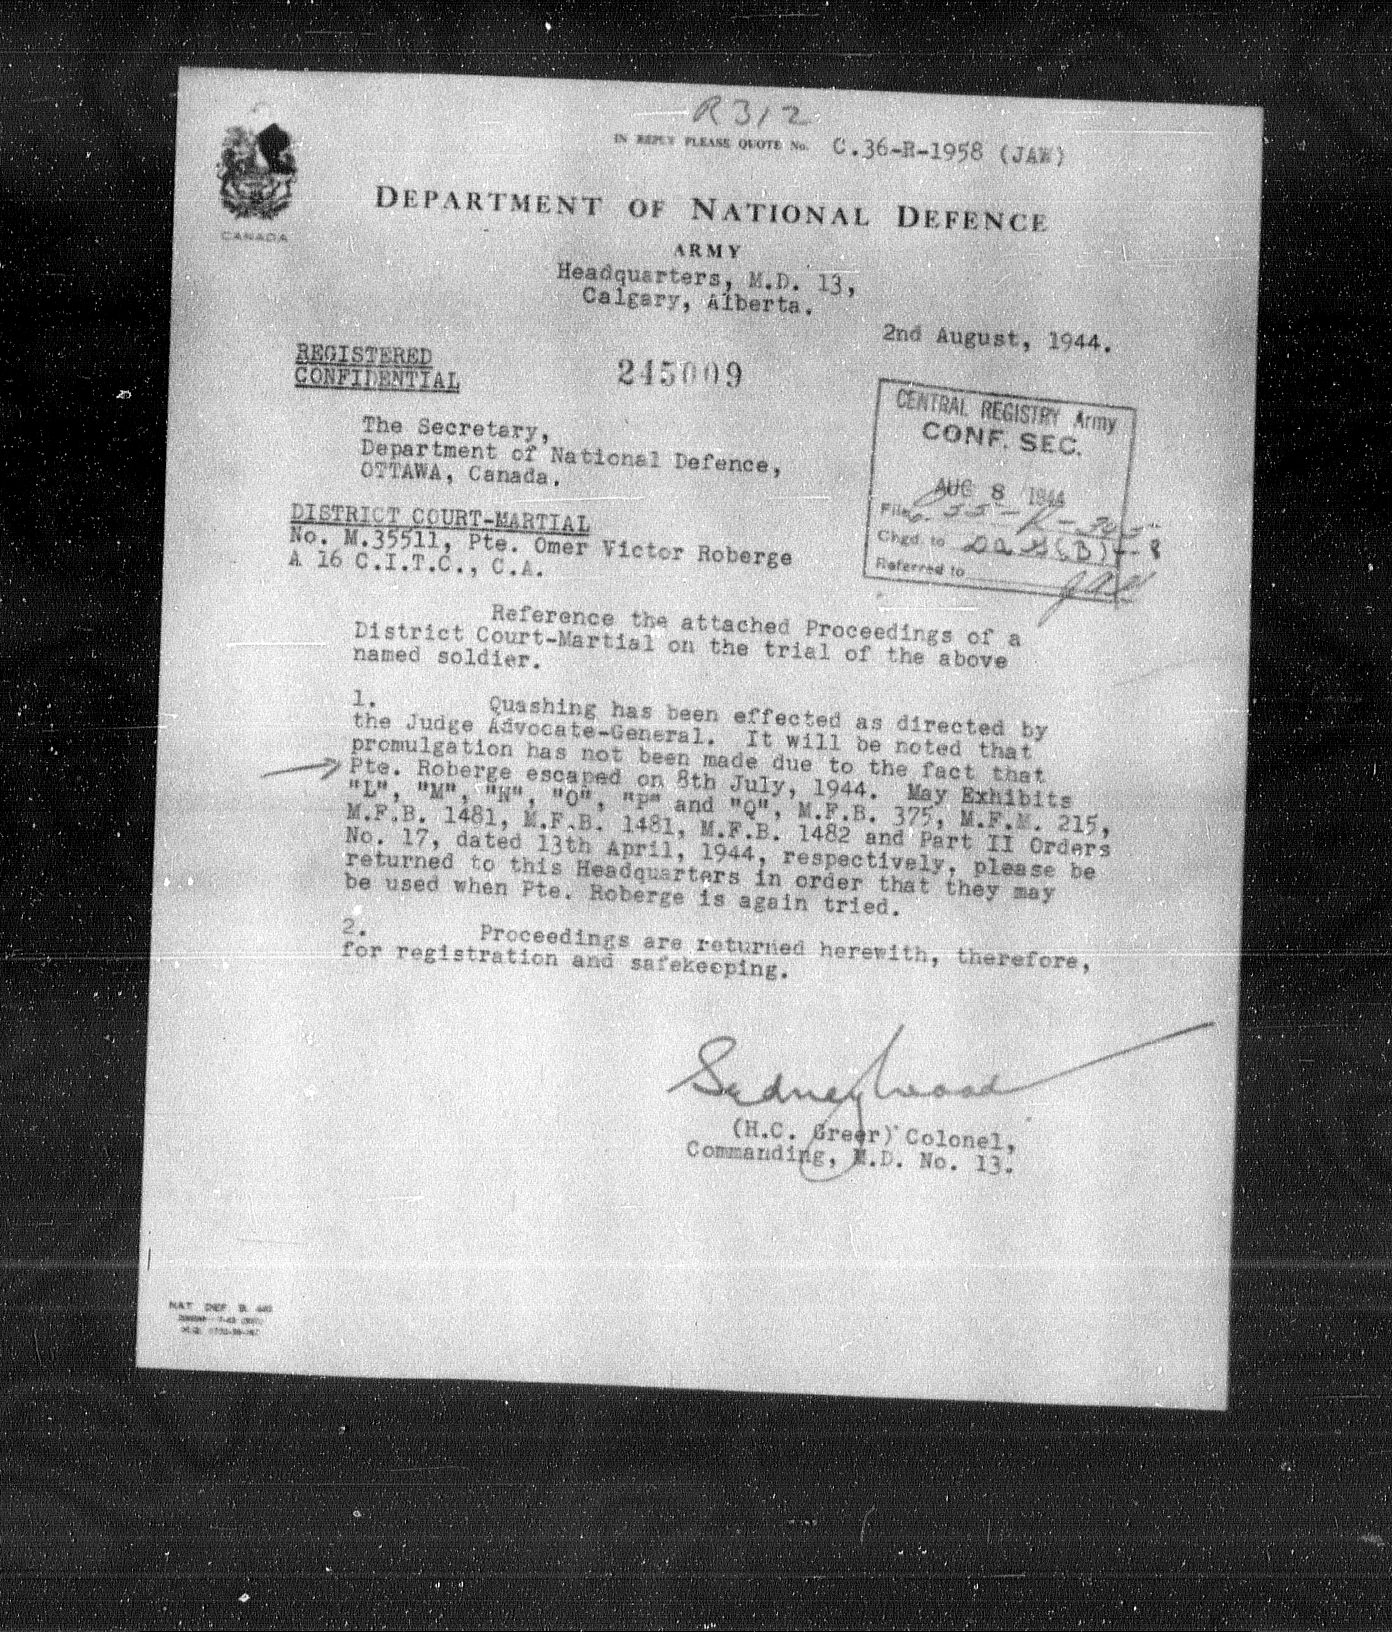 R312
IN REPLY PLEASE QUOTE No. C.36-R-1958 (JAW)
CANADA
DEPARTMENT OF NATIONAL DEFENCE
ARMY
Headquarters, M.D. 13,
Calgary, Alberta.
2nd August, 1944.
REGISTERED
CONFIDENTIAL
245009
CENTRAL REGISTRY Army
CONF. SEC.
AUG 8 1944
File No. 55-R-
Chgd. to
Referred to JAG
The Secretary,
Department of National Defence,
OTTAWA, Canada.
DISTRICT COURT-MARTIAL
No. M.35511, Pte. Omer Victor Roberge
A 16 C.I.T.C., C.A.
Reference the attached Proceedings of a
District Court-Martial on the trial of the above
named soldier.
1. Quashing has been effected as directed by
the Judge Advocate-General. It will be noted that
promulgation has not been made due to the fact that
Pte. Roberge escaped on 8th July, 1944. May Exhibits
"L", "M", "N", "O", "P" and "Q", M.F.B. 375, M.F.M. 215,
M.F.B. 1481, M.F.B. 1481, M.F.B. 1482 and Part II Orders
No. 17, dated 13th April, 1944, respectively, please be
returned to this Headquarters in order that they may
be used when Pte. Roberge is again tried.
2. Proceedings are returned herewith, therefore,
for registration and safekeeping.
Sydney Wood
(H.C. Greer) Colonel,
Commanding, M.D. No. 13.
NAT DEF B.